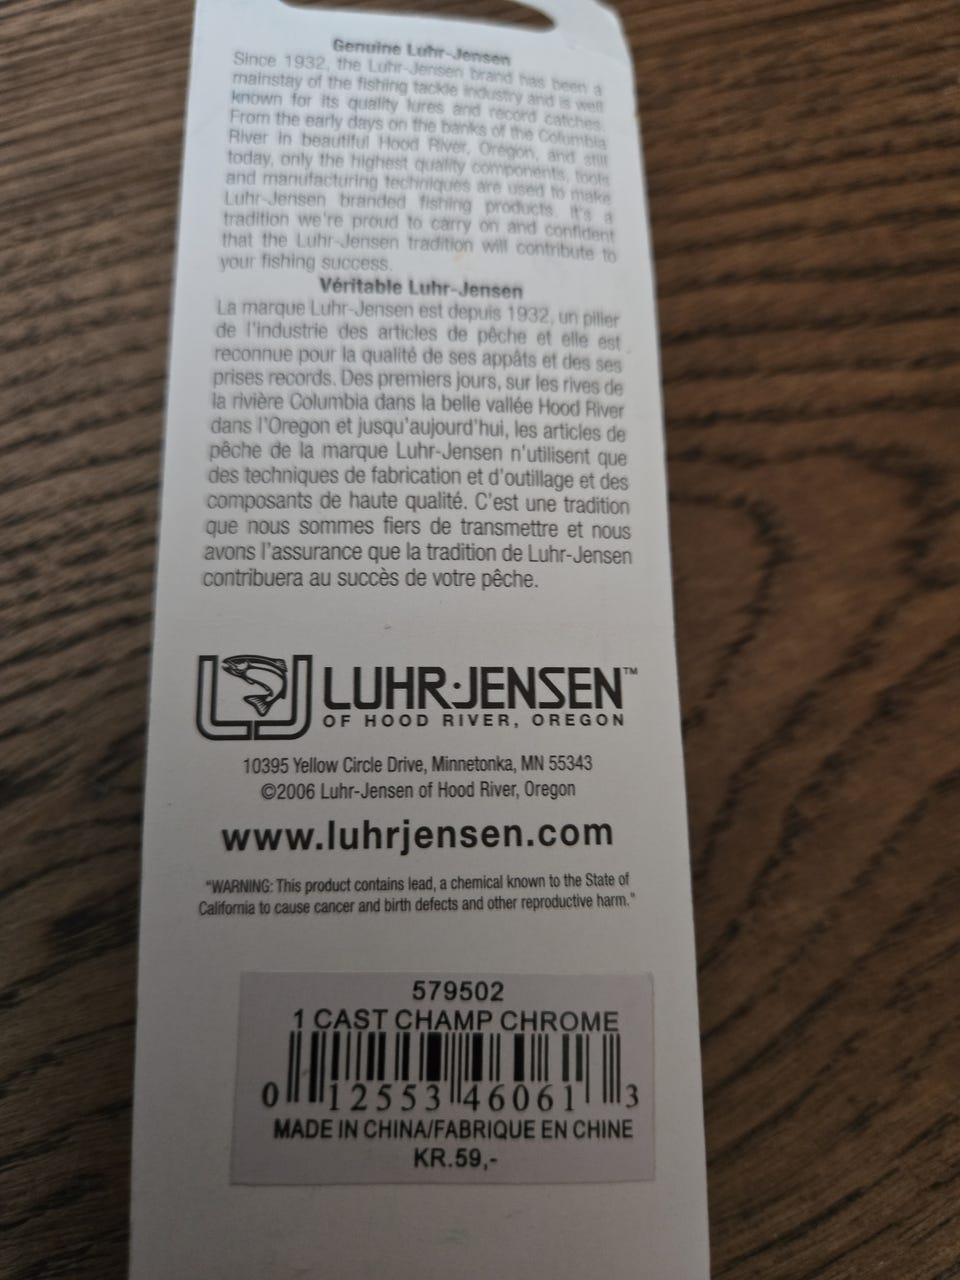 Genuine Luhr-Jensen
Since 1932, the Luhr-Jensen brand has been a
mainstay of the fishing tackle industry and is well
known for its quality lures and record catches.
From the early days on the banks of the Columbia
River in beautiful Hood River, Oregon, and still
today, only the highest quality components, tools
and manufacturing techniques are used to make
Luhr-Jensen branded fishing products. It's a
tradition we're proud to carry on and confident
that the Luhr-Jensen tradition will contribute to
your fishing success.
Véritable Luhr-Jensen
La marque Luhr-Jensen est depuis 1932, un pilier
de l'industrie des articles de pêche et elle est
reconnue pour la qualité de ses appâts et des ses
prises records. Des premiers jours, sur les rives de
la rivière Columbia dans la belle vallée Hood River
dans l'Oregon et jusqu'aujourd'hui, les articles de
pêche de la marque Luhr-Jensen n'utilisent que
des techniques de fabrication et d'outillage et des
composants de haute qualité. C'est une tradition
que nous sommes fiers de transmettre et nous
avons l'assurance que la tradition de Luhr-Jensen
contribuera au succès de votre pêche.
LJ LUHR·JENSEN™
OF HOOD RIVER, OREGON
10395 Yellow Circle Drive, Minnetonka, MN 55343
©2006 Luhr-Jensen of Hood River, Oregon
www.luhrjensen.com
"WARNING: This product contains lead, a chemical known to the State of
California to cause cancer and birth defects and other reproductive harm."
579502
1 CAST CHAMP CHROME
0 12553 46061 3
MADE IN CHINA/FABRIQUE EN CHINE
KR.59,-